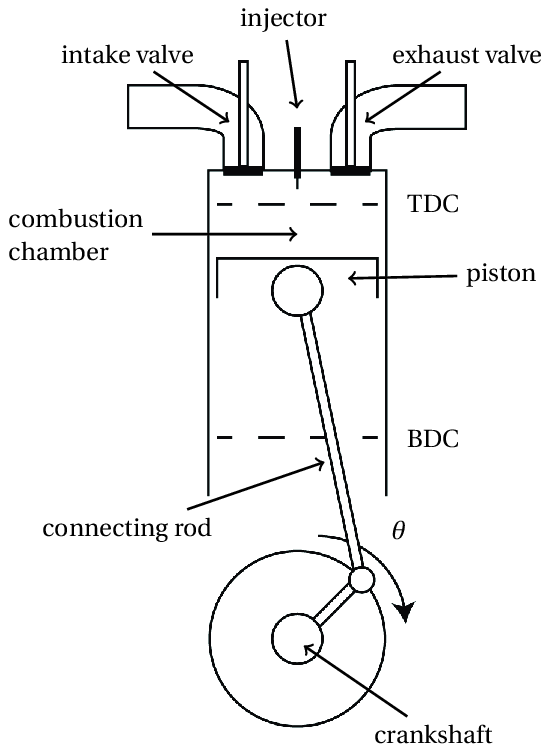 injector
intake valve
exhaust valve
TDC
combustion
chamber
piston
BDC
connecting rod
θ
crankshaft